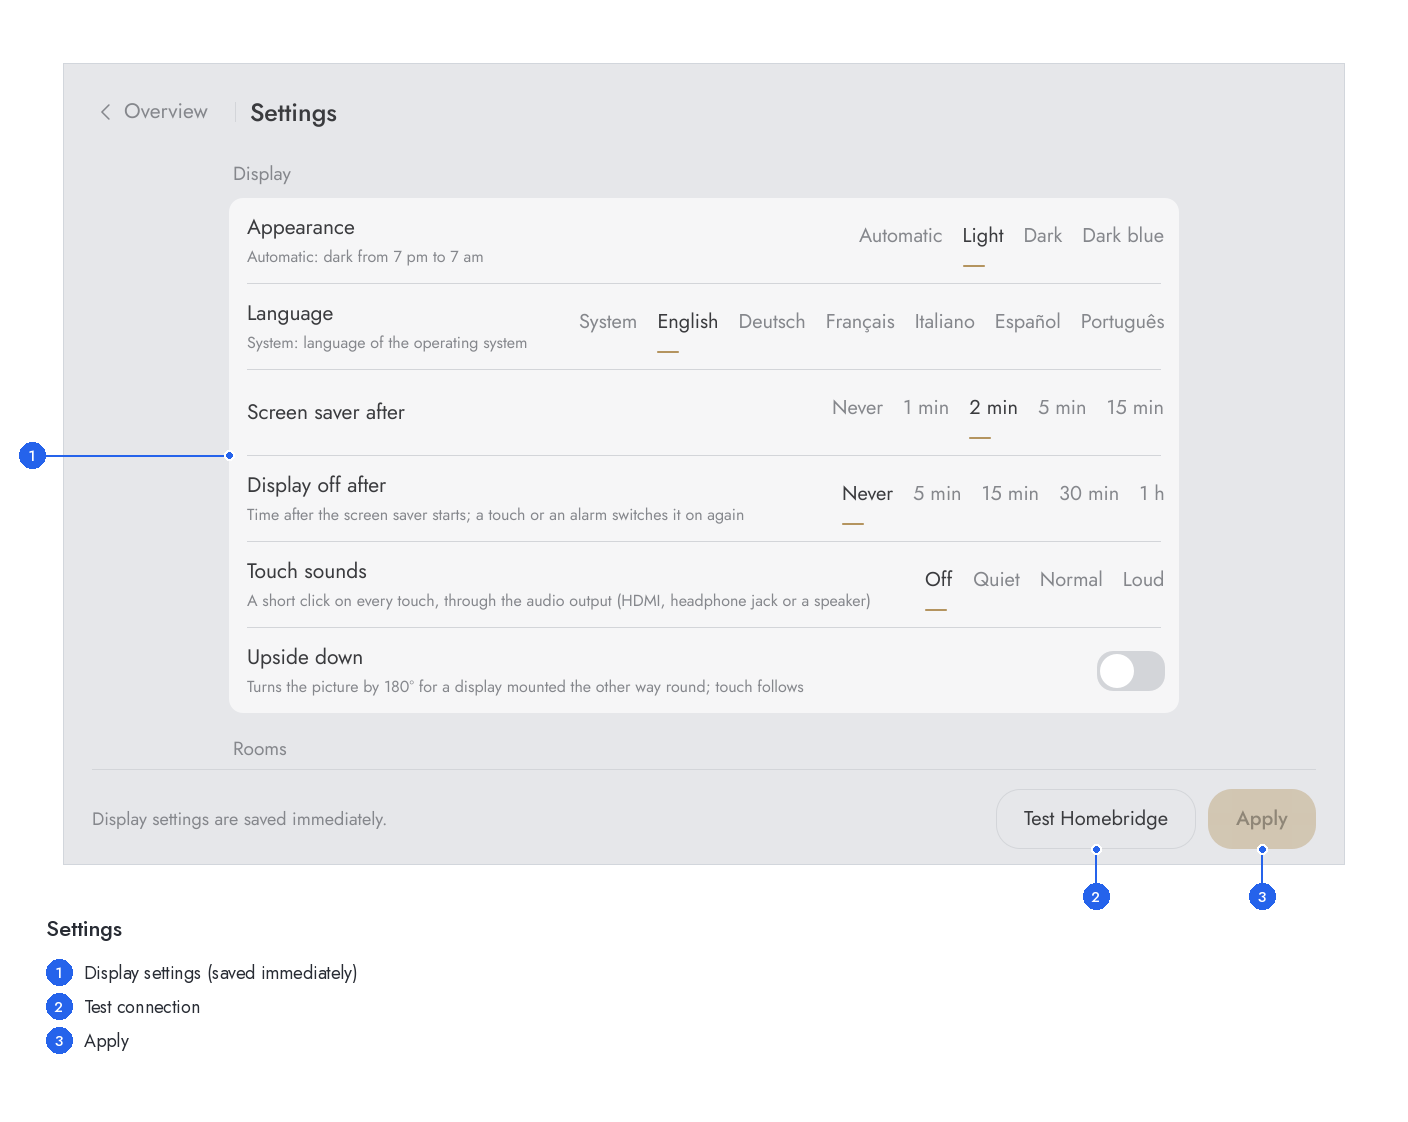 Overview Settings
Display
Appearance
Automatic Light Dark Dark blue
Automatic: dark from 7 pm to 7 am
Language
System English Deutsch Français Italiano Español Português
System: language of the operating system
Screen saver after
Never 1 min 2 min 5 min 15 min
1
Display off after
Never 5 min 15 min 30 min 1 h
Time after the screen saver starts; a touch or an alarm switches it on again
Touch sounds
Off Quiet Normal Loud
A short click on every touch, through the audio output (HDMI, headphone jack or a speaker)
Upside down
Turns the picture by 180° for a display mounted the other way round; touch follows
Rooms
Display settings are saved immediately.
Test Homebridge
Apply
2
3
Settings
1 Display settings (saved immediately)
2 Test connection
3 Apply